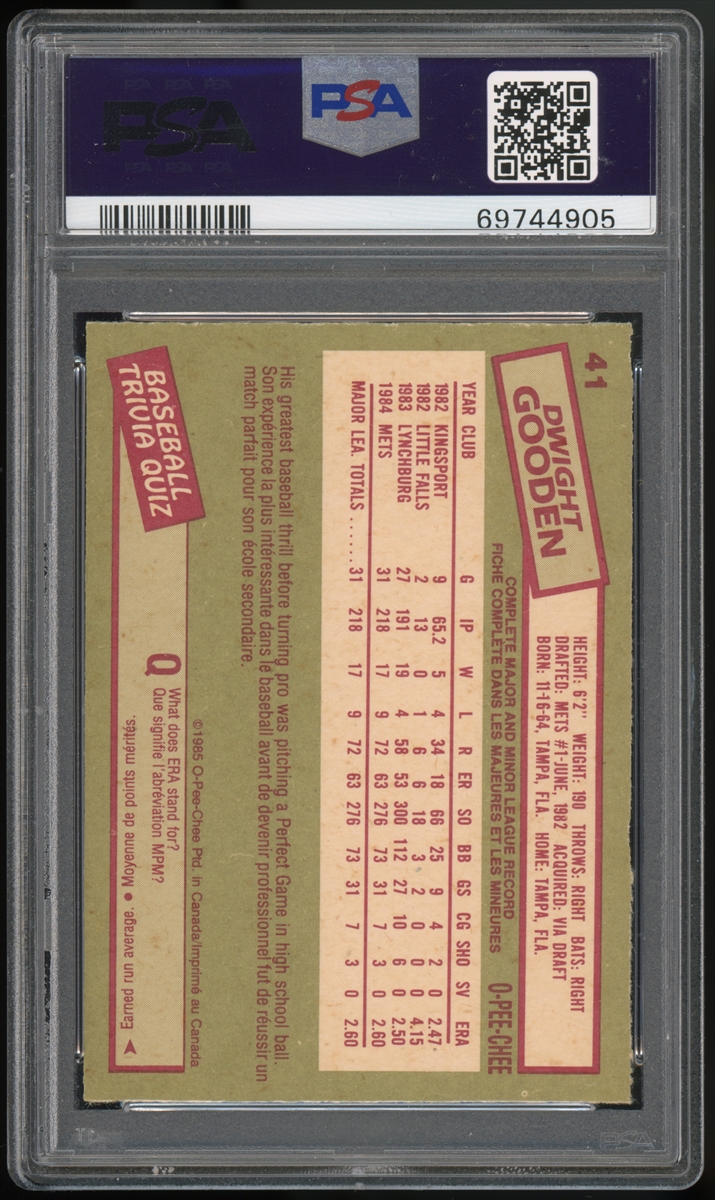 PSA PSA PSA
PSA
PSA PSA PSA
PSA
69744905
41
DWIGHT
GOODEN
HEIGHT: 6'2" WEIGHT: 190 THROWS: RIGHT BATS: RIGHT
DRAFTED: METS #1-JUNE, 1982 ACQUIRED: VIA DRAFT
BORN: 11-16-64, TAMPA, FLA. HOME: TAMPA, FLA.
COMPLETE MAJOR AND MINOR LEAGUE RECORD
FICHE COMPLÈTE DANS LES MAJEURES ET LES MINEURES
O-PEE-CHEE
YEAR CLUB G IP W L R ER SO BB GS CG SHO SV ERA
1982 KINGSPORT 9 65.2 5 4 34 18 66 25 9 4 2 0 2.47
1982 LITTLE FALLS 2 13 0 1 6 6 18 3 2 0 0 0 4.15
1983 LYNCHBURG 27 191 19 4 58 53 300 112 27 10 6 0 2.50
1984 METS 31 218 17 9 72 63 276 73 31 7 3 0 2.60
MAJOR LEA. TOTALS ...... 31 218 17 9 72 63 276 73 31 7 3 0 2.60
His greatest baseball thrill before turning pro was pitching a Perfect Game in high school ball.
Son expérience la plus intéressante dans le baseball avant de devenir professionnel fut de réussir un
match parfait pour son école secondaire.
©1985 O-Pee-Chee Ptd. in Canada/Imprimé au Canada
BASEBALL
TRIVIA QUIZ
Q What does ERA stand for?
Que signifie l'abréviation MPM?
Earned run average. Moyenne de points mérités.
PSA